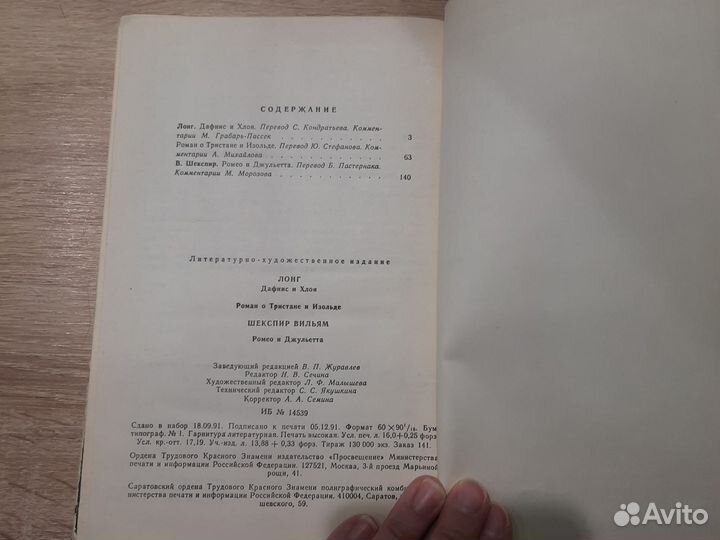 СОДЕРЖАНИЕ
Лонг. Дафнис и Хлоя. Перевод С. Кондратьева. Коммен-
тарии М. Грабарь-Пассек . . . . . . . . . . . 3
Роман о Тристане и Изольде. Перевод Ю. Стефанова. Ком-
ментарии А. Михайлова . . . . . . . . . . . 63
В. Шекспир. Ромео и Джульетта. Перевод Б. Пастернака.
Комментарии М. Морозова . . . . . . . . . . . 140
Литературно-художественное издание
ЛОНГ
Дафнис и Хлоя
Роман о Тристане и Изольде
ШЕКСПИР ВИЛЬЯМ
Ромео и Джульетта
Заведующий редакцией В. П. Журавлев
Редактор Н. В. Сечина
Художественный редактор Л. Ф. Малышева
Технический редактор С. С. Якушкина
Корректор А. А. Семина
ИБ № 14539
Сдано в набор 18.09.91. Подписано к печати 05.12.91. Формат 60×90¹/₁₆. Бум
типограф. № 1. Гарнитура литературная. Печать высокая. Усл. печ. л. 16,0+0,25 форз
Усл. кр.-отт. 17,19. Уч.-изд. л. 13,88 + 0,33 форз. Тираж 130 000 экз. Заказ 141.
Ордена Трудового Красного Знамени издательство «Просвещение» Министерства
печати и информации Российской Федерации. 127521, Москва, 3-й проезд Марьиной
рощи, 41.
Саратовский ордена Трудового Красного Знамени полиграфический комб
нистерства печати и информации Российской Федерации. 410004, Саратов,
шевского, 59.
Avito